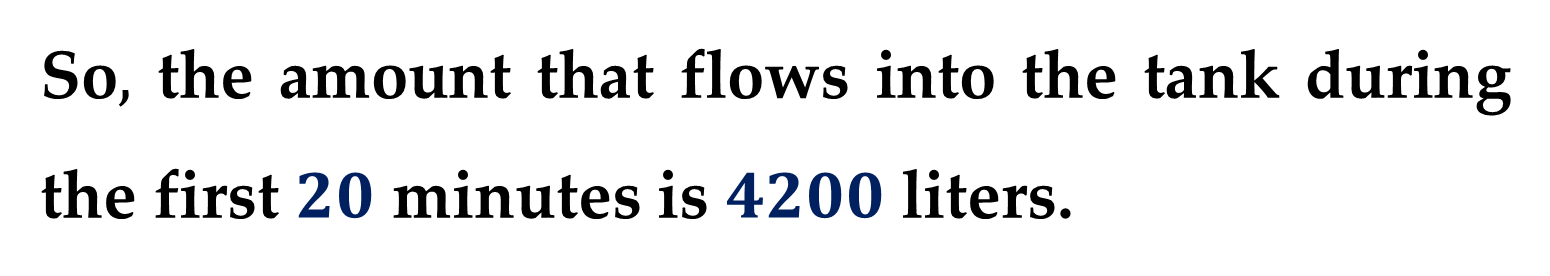 So, the amount that flows into the tank during
the first 20 minutes is 4200 liters.